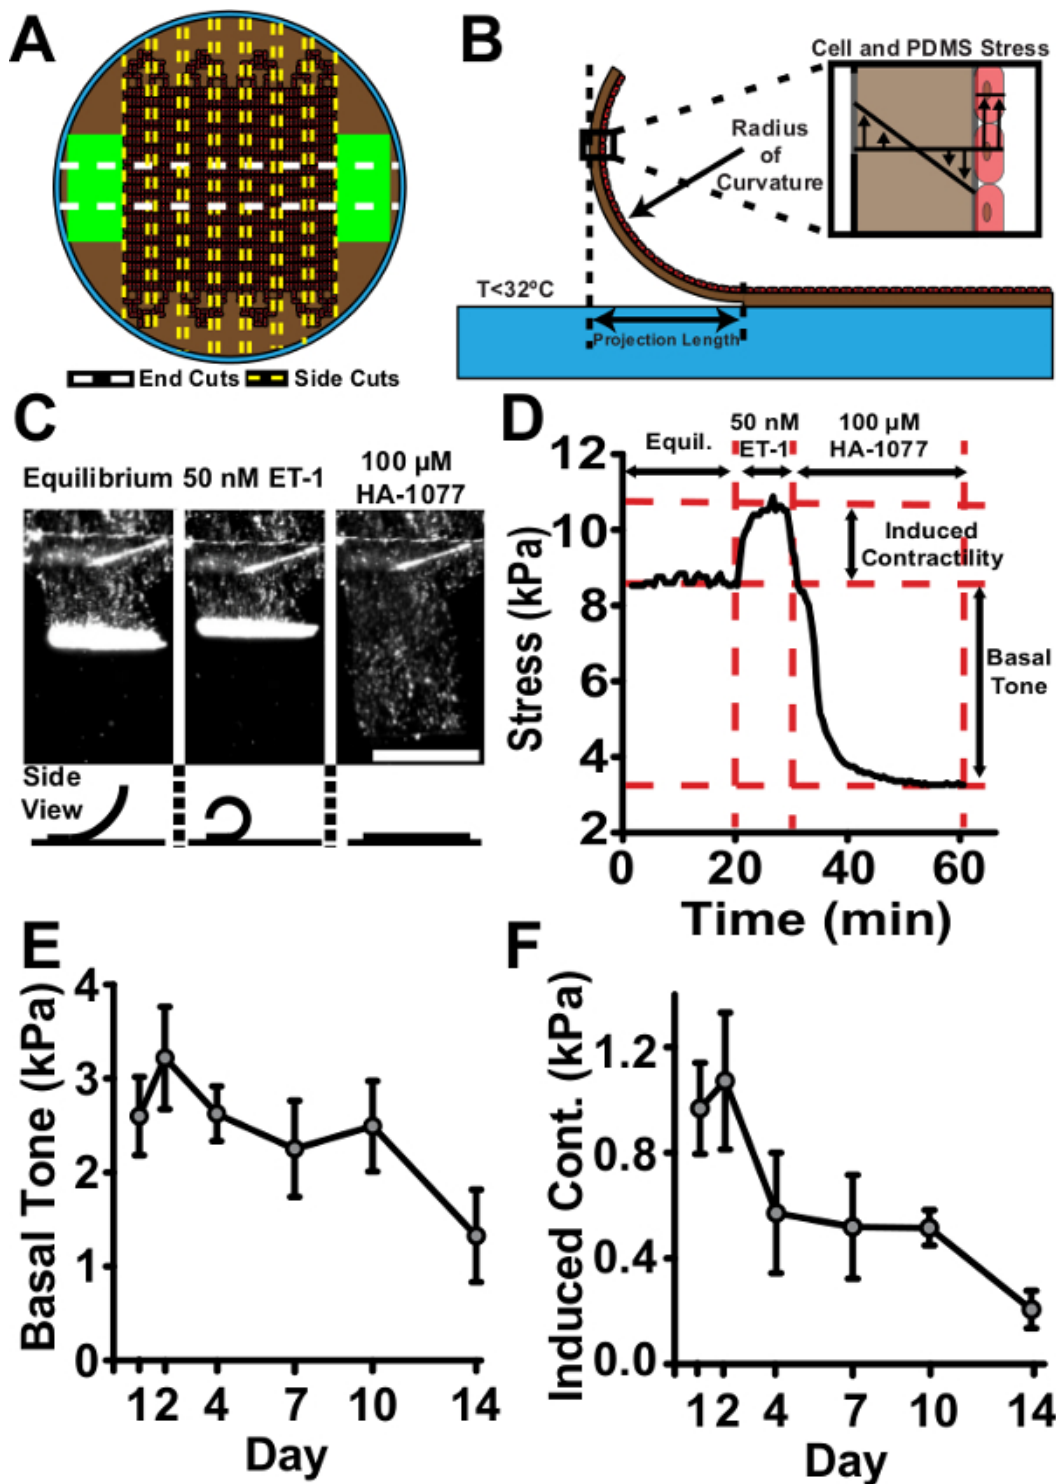 A
End Cuts
Side Cuts
B
Cell and PDMS Stress
Radius
of
Curvature
T<32ºC
Projection Length
C
Equilibrium
50 nM ET-1
100 µM
HA-1077
Side
View
D
Equil.
50 nM
ET-1
100 µM
HA-1077
12
10
8
6
4
2
Stress (kPa)
Induced
Contractility
Basal
Tone
0
20
40
60
Time (min)
E
4
3
2
1
0
Basal Tone (kPa)
1
2
4
7
10
14
Day
F
1.2
0.8
0.4
0.0
Induced Cont. (kPa)
1
2
4
7
10
14
Day